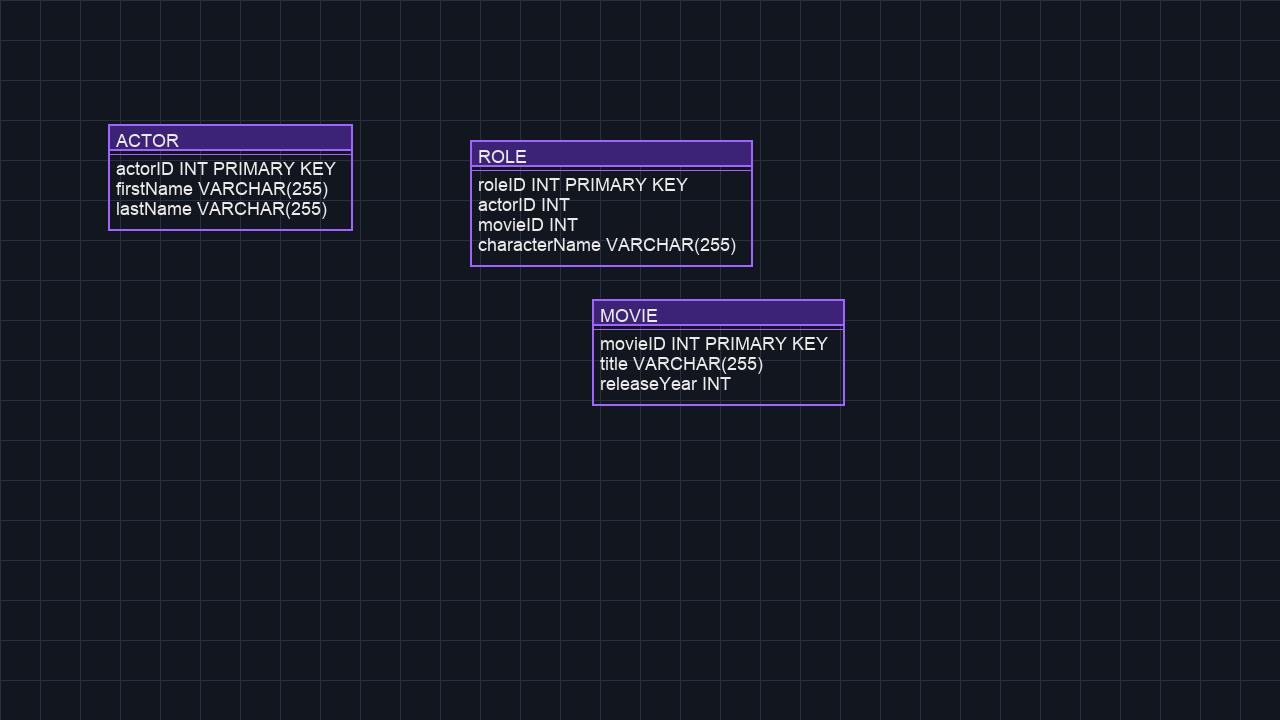 ACTOR
actorID INT PRIMARY KEY
firstName VARCHAR(255)
lastName VARCHAR(255)
ROLE
roleID INT PRIMARY KEY
actorID INT
movieID INT
characterName VARCHAR(255)
MOVIE
movieID INT PRIMARY KEY
title VARCHAR(255)
releaseYear INT